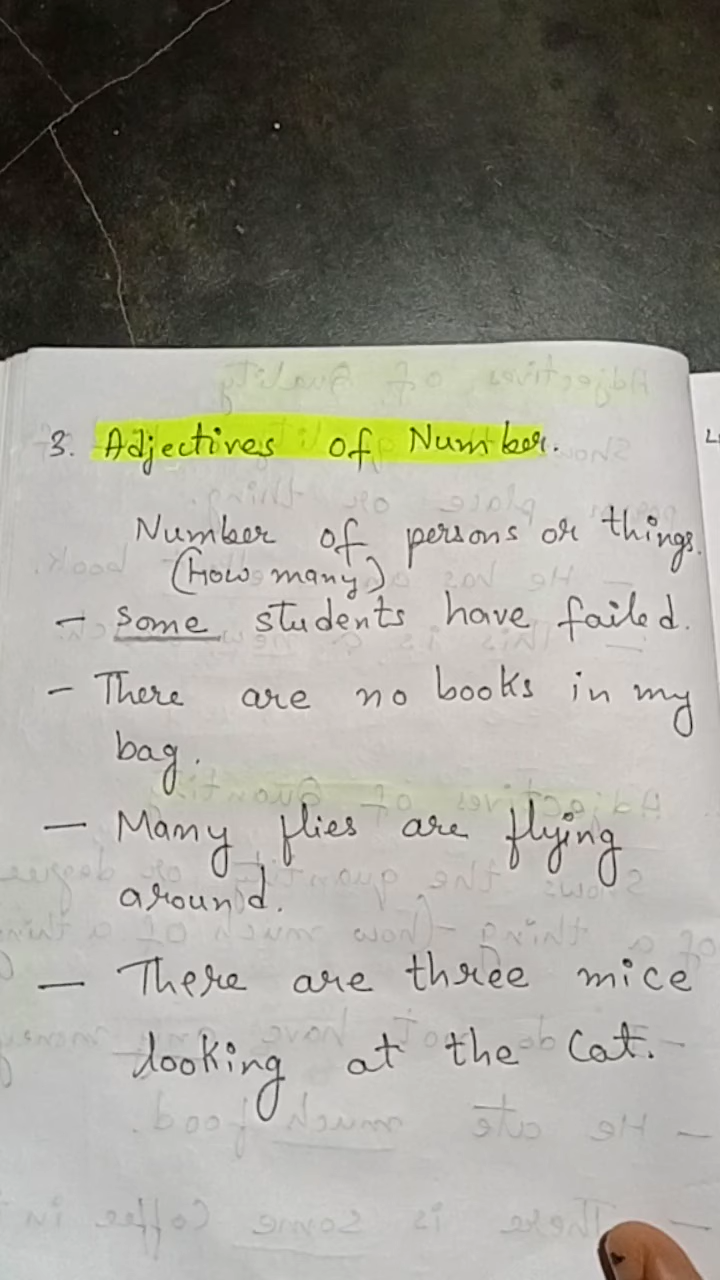 3. Adjectives of Number.
Number of persons or things.
(How many)
- Some students have failed.
- There are no books in my
bag.
- Many flies are flying
around.
- There are three mice
looking at the cat.